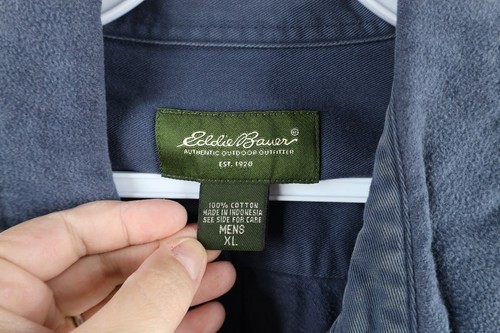 Eddie Bauer©
AUTHENTIC OUTDOOR OUTFITTER
EST. 1920
100% COTTON
MADE IN INDONESIA
SEE SIDE FOR CARE
MENS
XL